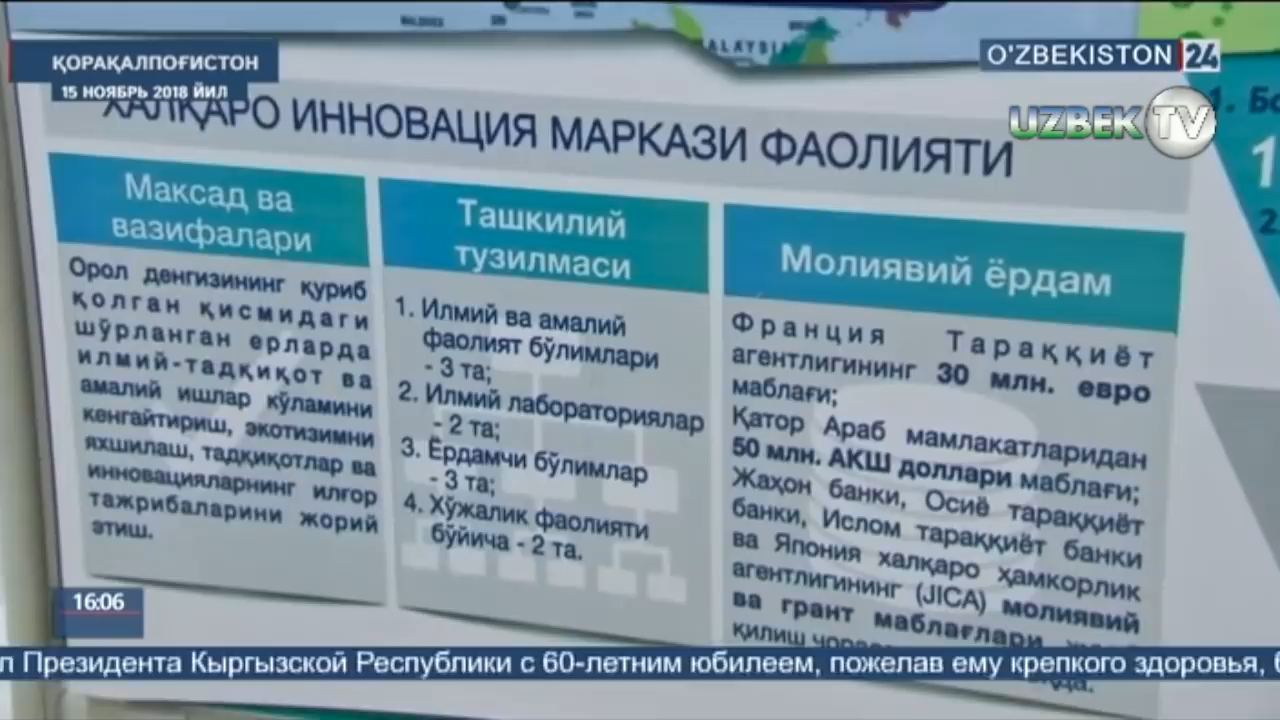 MALAYSIA
ҚОРАҚАЛПОҒИСТОН
15 НОЯБРЬ 2018 ЙИЛ
O'ZBEKISTON 24
UZBEK TV
ХАЛҚАРО ИННОВАЦИЯ МАРКАЗИ ФАОЛИЯТИ
Максад ва
вазифалари
Орол денгизининг қуриб
қолган қисмидаги
шўрланган ерларда
илмий-тадқиқот ва
амалий ишлар кўламини
кенгайтириш, экотизимни
яхшилаш, тадқиқотлар ва
инновацияларнинг илғор
тажрибаларини жорий
этиш.
Ташкилий
тузилмаси
1. Илмий ва амалий
фаолият бўлимлари
- 3 та;
2. Илмий лабораториялар
- 2 та;
3. Ёрдамчи бўлимлар
- 3 та;
4. Хўжалик фаолияти
бўйича - 2 та.
Молиявий ёрдам
Франция Тараққиёт
агентлигининг 30 млн. евро
маблағи;
Қатор Араб мамлакатларидан
50 млн. АКШ доллари маблағи;
Жаҳон банки, Осиё тараққиёт
банки, Ислом тараққиёт банки
ва Япония халқаро ҳамкорлик
агентлигининг (JICA) молиявий
ва грант маблағлари
қилиш
16:06
л Президента Кыргызской Республики с 60-летним юбилеем, пожелав ему крепкого здоровья, б